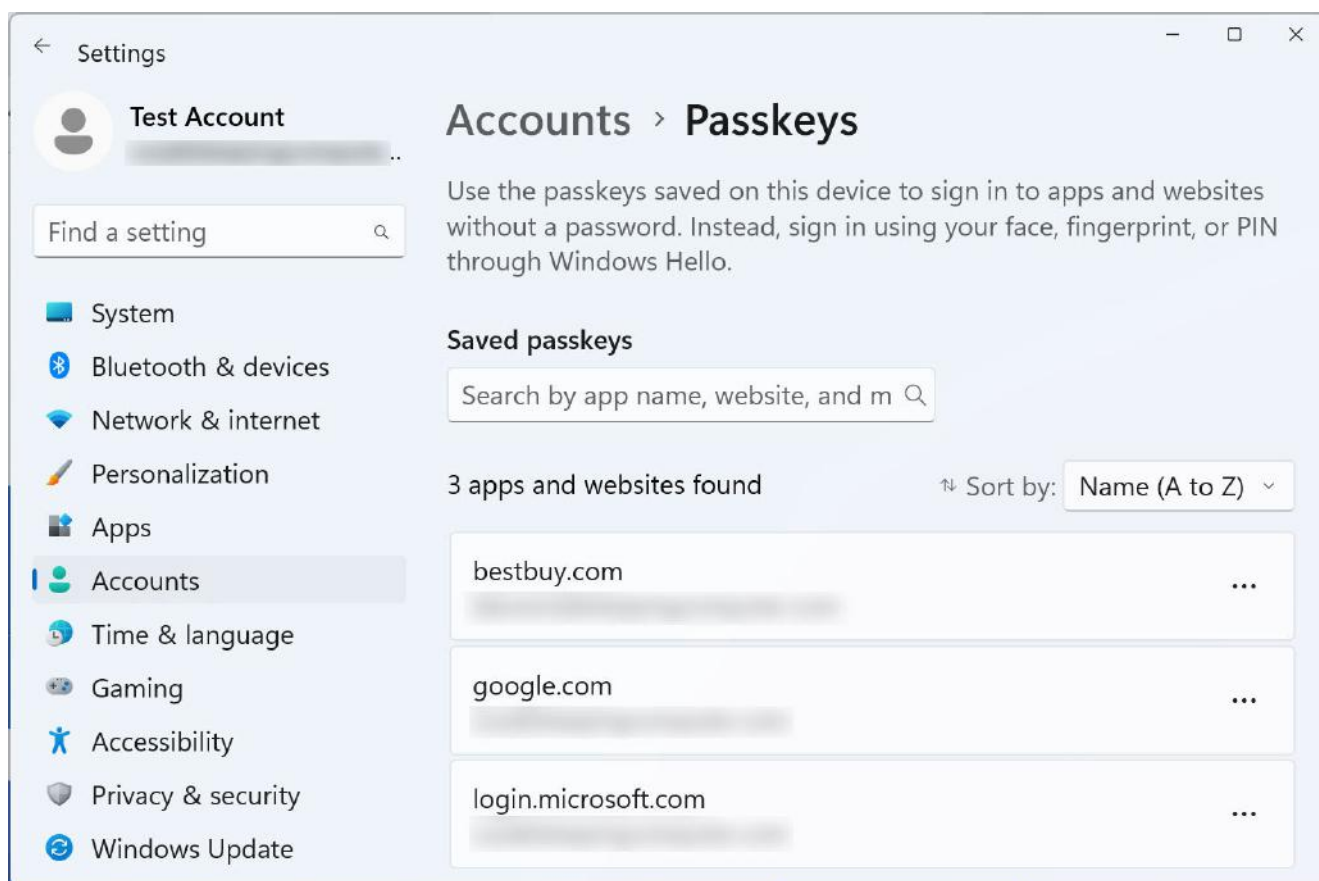 Settings
Test Account
..
Find a setting
System
Bluetooth & devices
Network & internet
Personalization
Apps
Accounts
Time & language
Gaming
Accessibility
Privacy & security
Windows Update
Accounts › Passkeys
Use the passkeys saved on this device to sign in to apps and websites
without a password. Instead, sign in using your face, fingerprint, or PIN
through Windows Hello.
Saved passkeys
Search by app name, website, and m
3 apps and websites found
Sort by: Name (A to Z)
bestbuy.com
google.com
login.microsoft.com